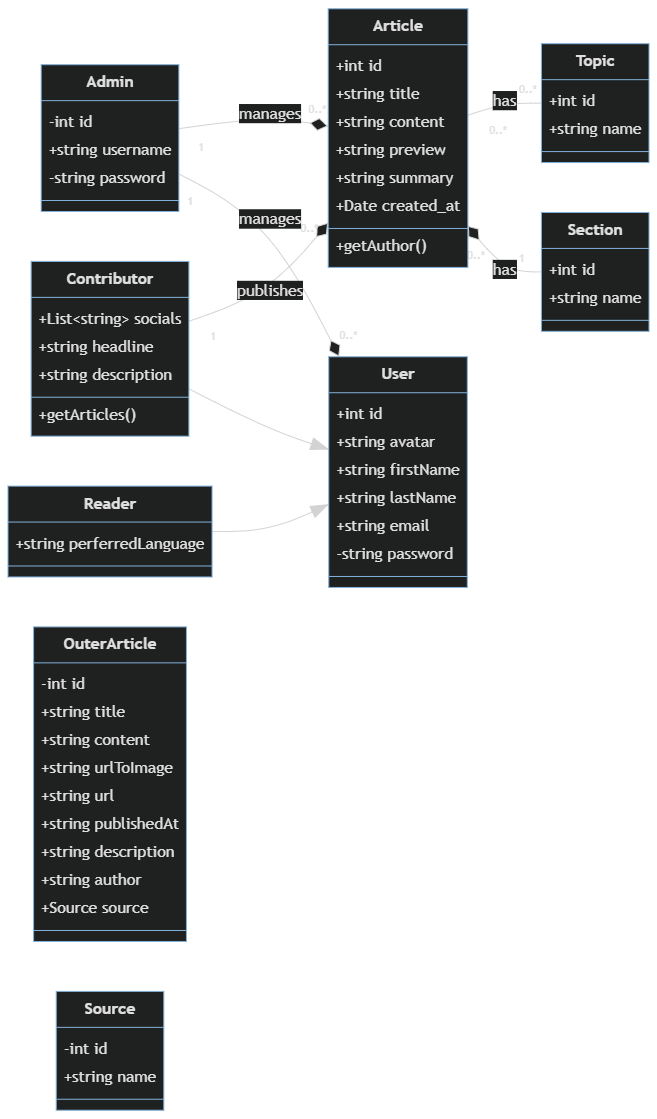 Admin
-int id
+string username
-string password
manages
0..*
1
Article
+int id
+string title
+string content
+string preview
+string summary
+Date created_at
+getAuthor()
has
0..*
0..*
Topic
+int id
+string name
manages
1
0..*
publishes
0..*
1
has
0..*
1
Section
+int id
+string name
Contributor
+List<string> socials
+string headline
+string description
+getArticles()
User
+int id
+string avatar
+string firstName
+string lastName
+string email
-string password
Reader
+string perferredLanguage
OuterArticle
-int id
+string title
+string content
+string urlToImage
+string url
+string publishedAt
+string description
+string author
+Source source
Source
-int id
+string name